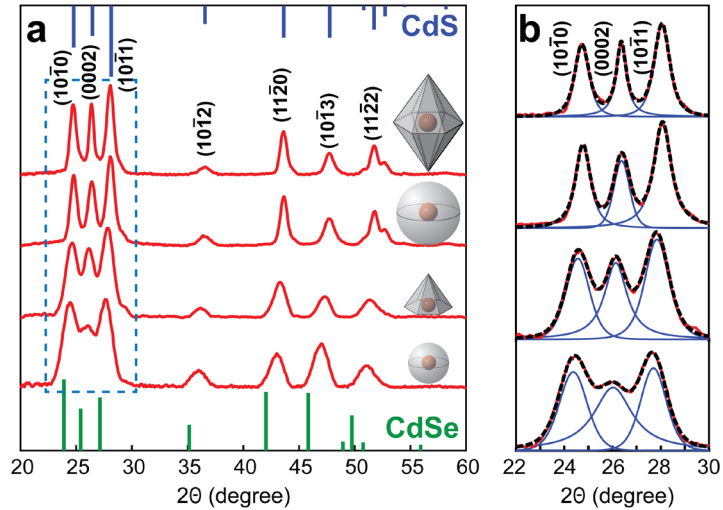 a
CdS
(101̄0)
(0002)
(101̄1)
(101̄2)
(112̄0)
(101̄3)
(112̄2)
CdSe
20 25 30 35 40 45 50 55 60
2Θ (degree)
b
(101̄0)
(0002)
(101̄1)
22 24 26 28 30
2Θ (degree)